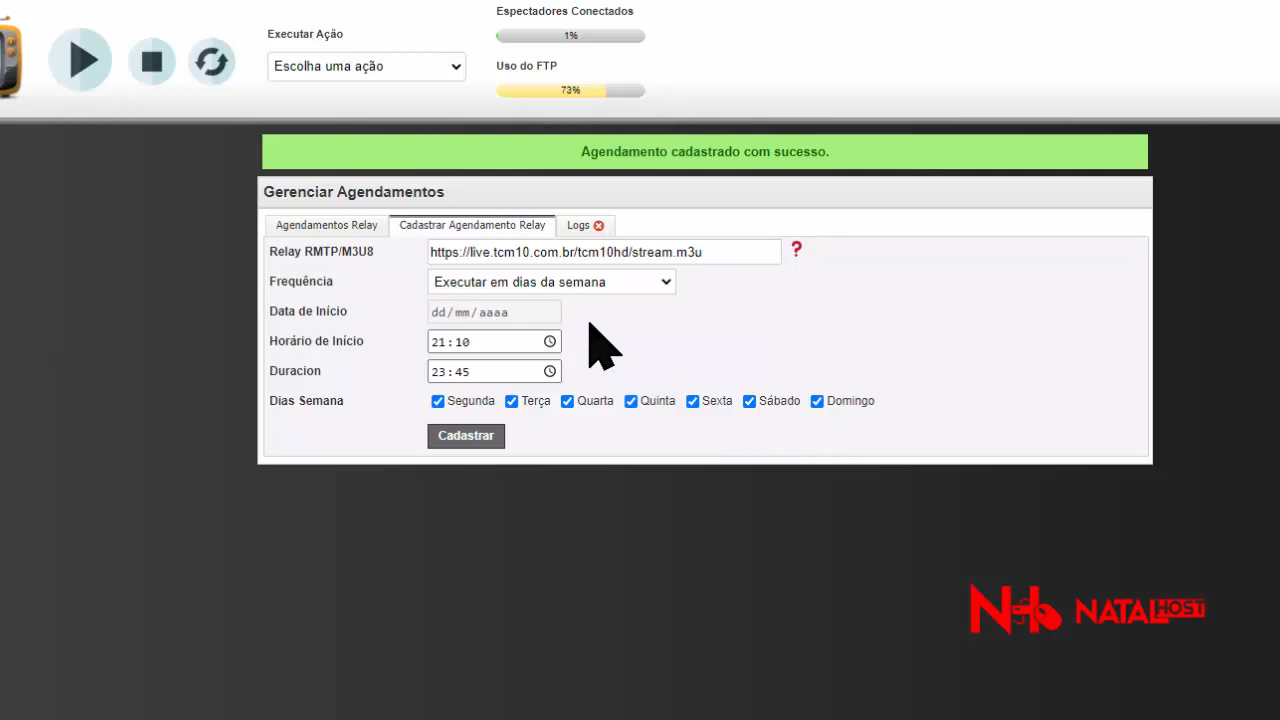 Espectadores Conectados
1%
Executar Ação
Escolha uma ação
Uso do FTP
73%
Agendamento cadastrado com sucesso.
Gerenciar Agendamentos
Agendamentos Relay Cadastrar Agendamento Relay Logs
Relay RMTP/M3U8 https://live.tcm10.com.br/tcm10hd/stream.m3u ?
Frequência Executar em dias da semana
Data de Início dd/mm/aaaa
Horário de Início 21:10
Duracion 23:45
Dias Semana Segunda Terça Quarta Quinta Sexta Sábado Domingo
Cadastrar
NATAL HOST